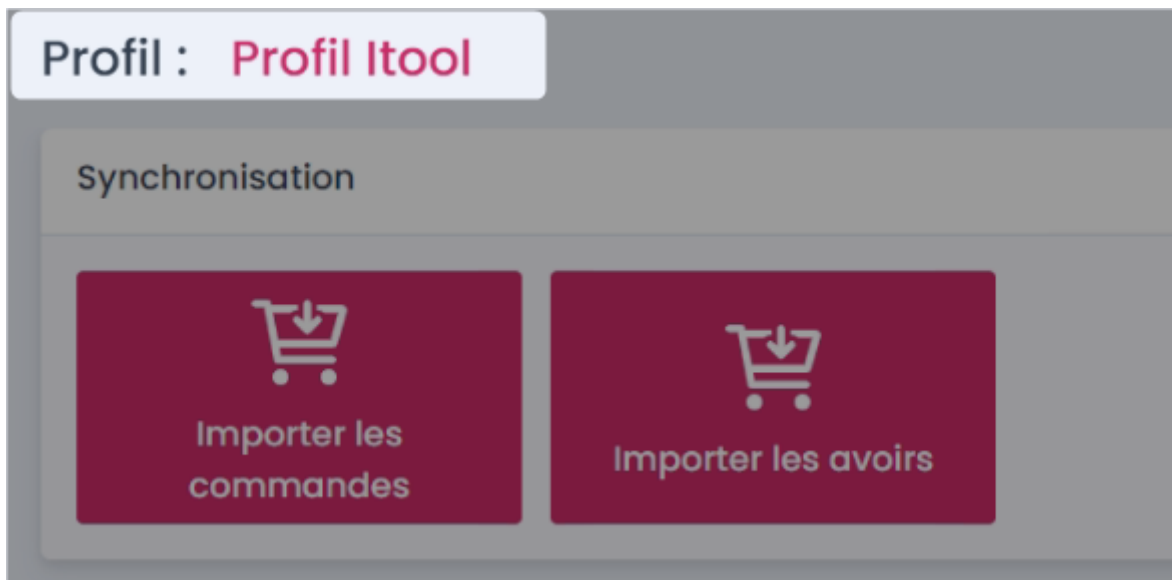 Profil : Profil Itool
Synchronisation
Importer les
commandes
Importer les avoirs